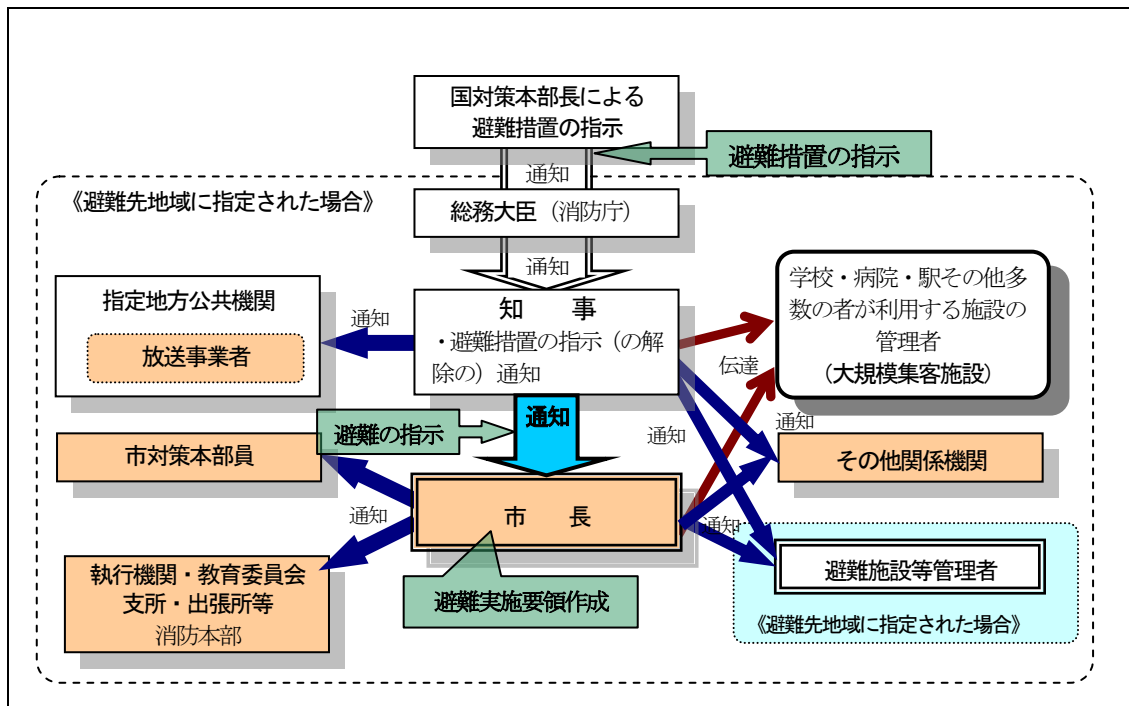 国対策本部長による
避難措置の指示
避難措置の指示
通知
《避難先地域に指定された場合》
総務大臣（消防庁）
通知
指定地方公共機関
放送事業者
通知
知　　事
・避難措置の指示（の解
除の）通知
学校・病院・駅その他多
数の者が利用する施設の
管理者
（大規模集客施設）
伝達
避難の指示
通知
通知
通知
市対策本部員
その他関係機関
市　　長
通知
通知
執行機関・教育委員会
支所・出張所等
消防本部
避難実施要領作成
避難施設等管理者
《避難先地域に指定された場合》